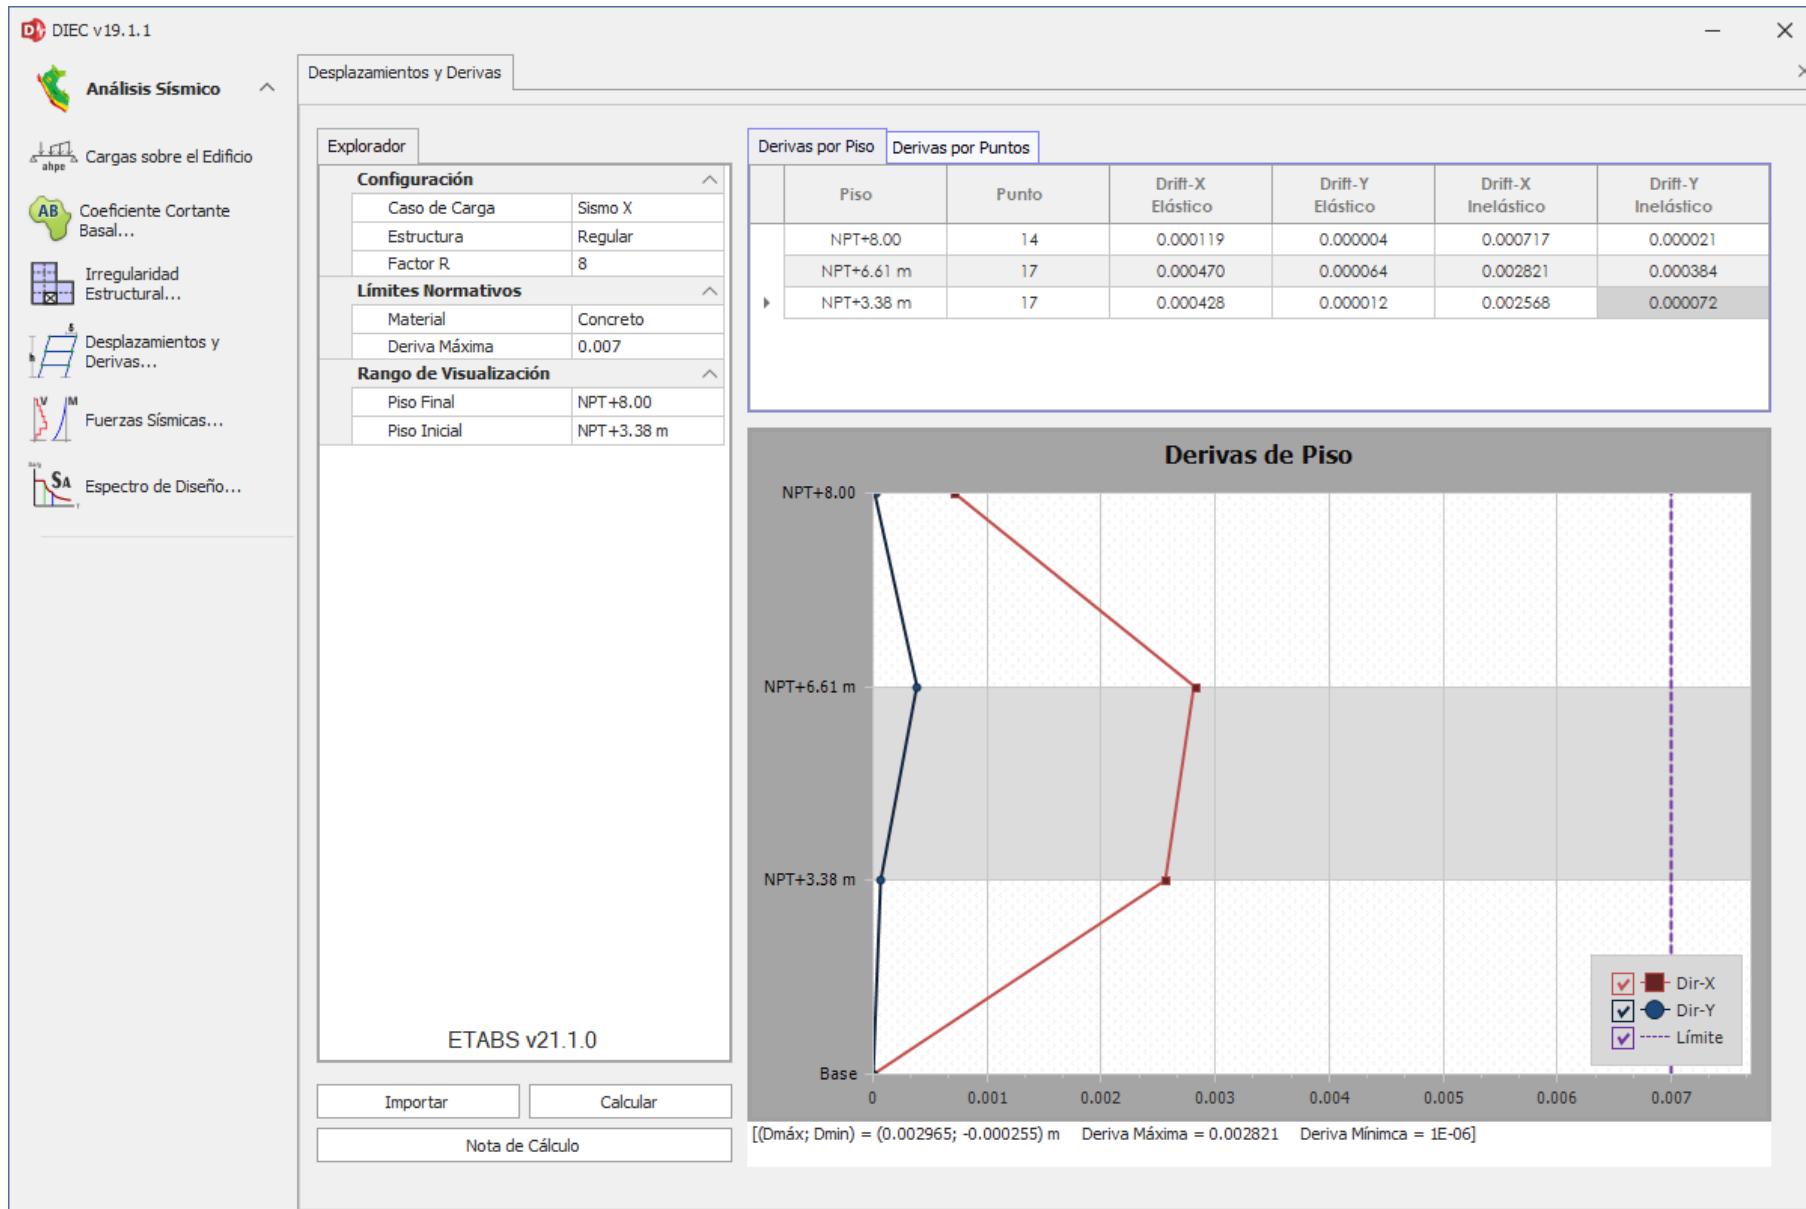 DIEC v19.1.1
Análisis Sísmico
ahpe
Cargas sobre el Edificio
AB
Coeficiente Cortante
Basal...
Irregularidad
Estructural...
Desplazamientos y
Derivas...
V M
Fuerzas Sísmicas...
SA
Espectro de Diseño...
Desplazamientos y Derivas
Explorador
Configuración
Caso de Carga Sismo X
Estructura Regular
Factor R 8
Límites Normativos
Material Concreto
Deriva Máxima 0.007
Rango de Visualización
Piso Final NPT+8.00
Piso Inicial NPT+3.38 m
ETABS v21.1.0
Importar
Calcular
Nota de Cálculo
Derivas por Piso
Derivas por Puntos
Piso Punto Drift-X Elástico Drift-Y Elástico Drift-X Inelástico Drift-Y Inelástico
NPT+8.00 14 0.000119 0.000004 0.000717 0.000021
NPT+6.61 m 17 0.000470 0.000064 0.002821 0.000384
NPT+3.38 m 17 0.000428 0.000012 0.002568 0.000072
Derivas de Piso
NPT+8.00
NPT+6.61 m
NPT+3.38 m
Base
0 0.001 0.002 0.003 0.004 0.005 0.006 0.007
Dir-X
Dir-Y
Límite
[(Dmáx; Dmin) = (0.002965; -0.000255) m Deriva Máxima = 0.002821 Deriva Mínimca = 1E-06]